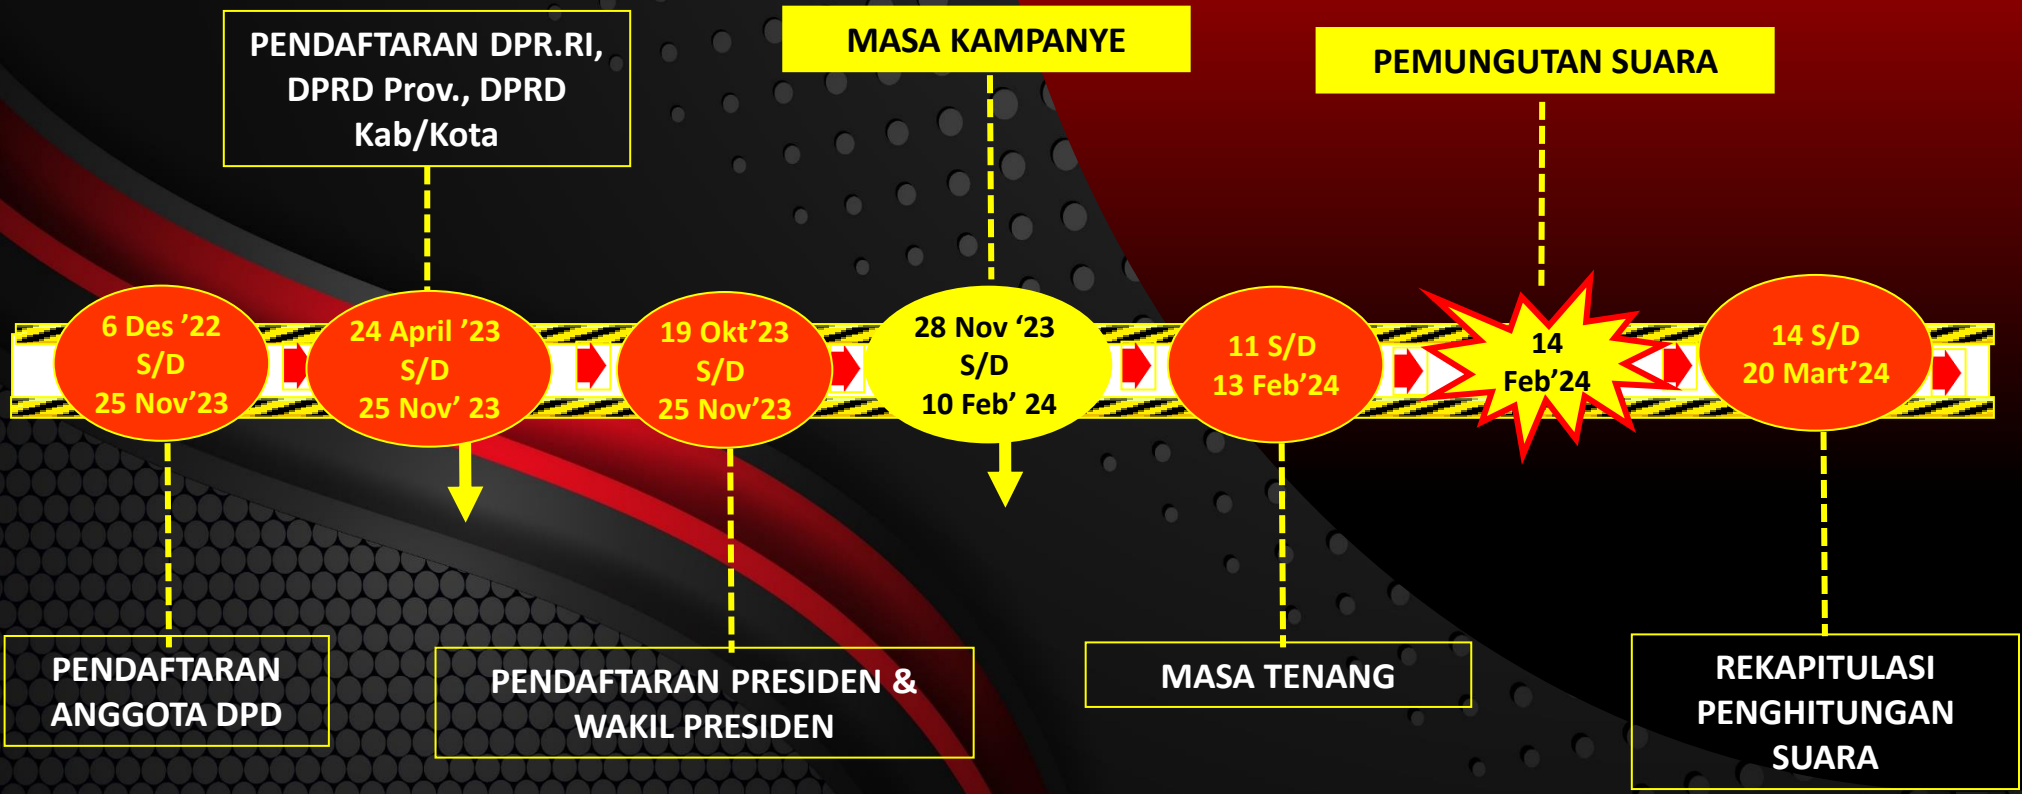 PENDAFTARAN DPR.RI,
DPRD Prov., DPRD
Kab/Kota
MASA KAMPANYE
PEMUNGUTAN SUARA
6 Des ’22
S/D
25 Nov’23
24 April ’23
S/D
25 Nov’ 23
19 Okt’23
S/D
25 Nov’23
28 Nov ‘23
S/D
10 Feb’ 24
11 S/D
13 Feb’24
14
Feb’24
14 S/D
20 Mart’24
PENDAFTARAN
ANGGOTA DPD
PENDAFTARAN PRESIDEN &
WAKIL PRESIDEN
MASA TENANG
REKAPITULASI
PENGHITUNGAN
SUARA